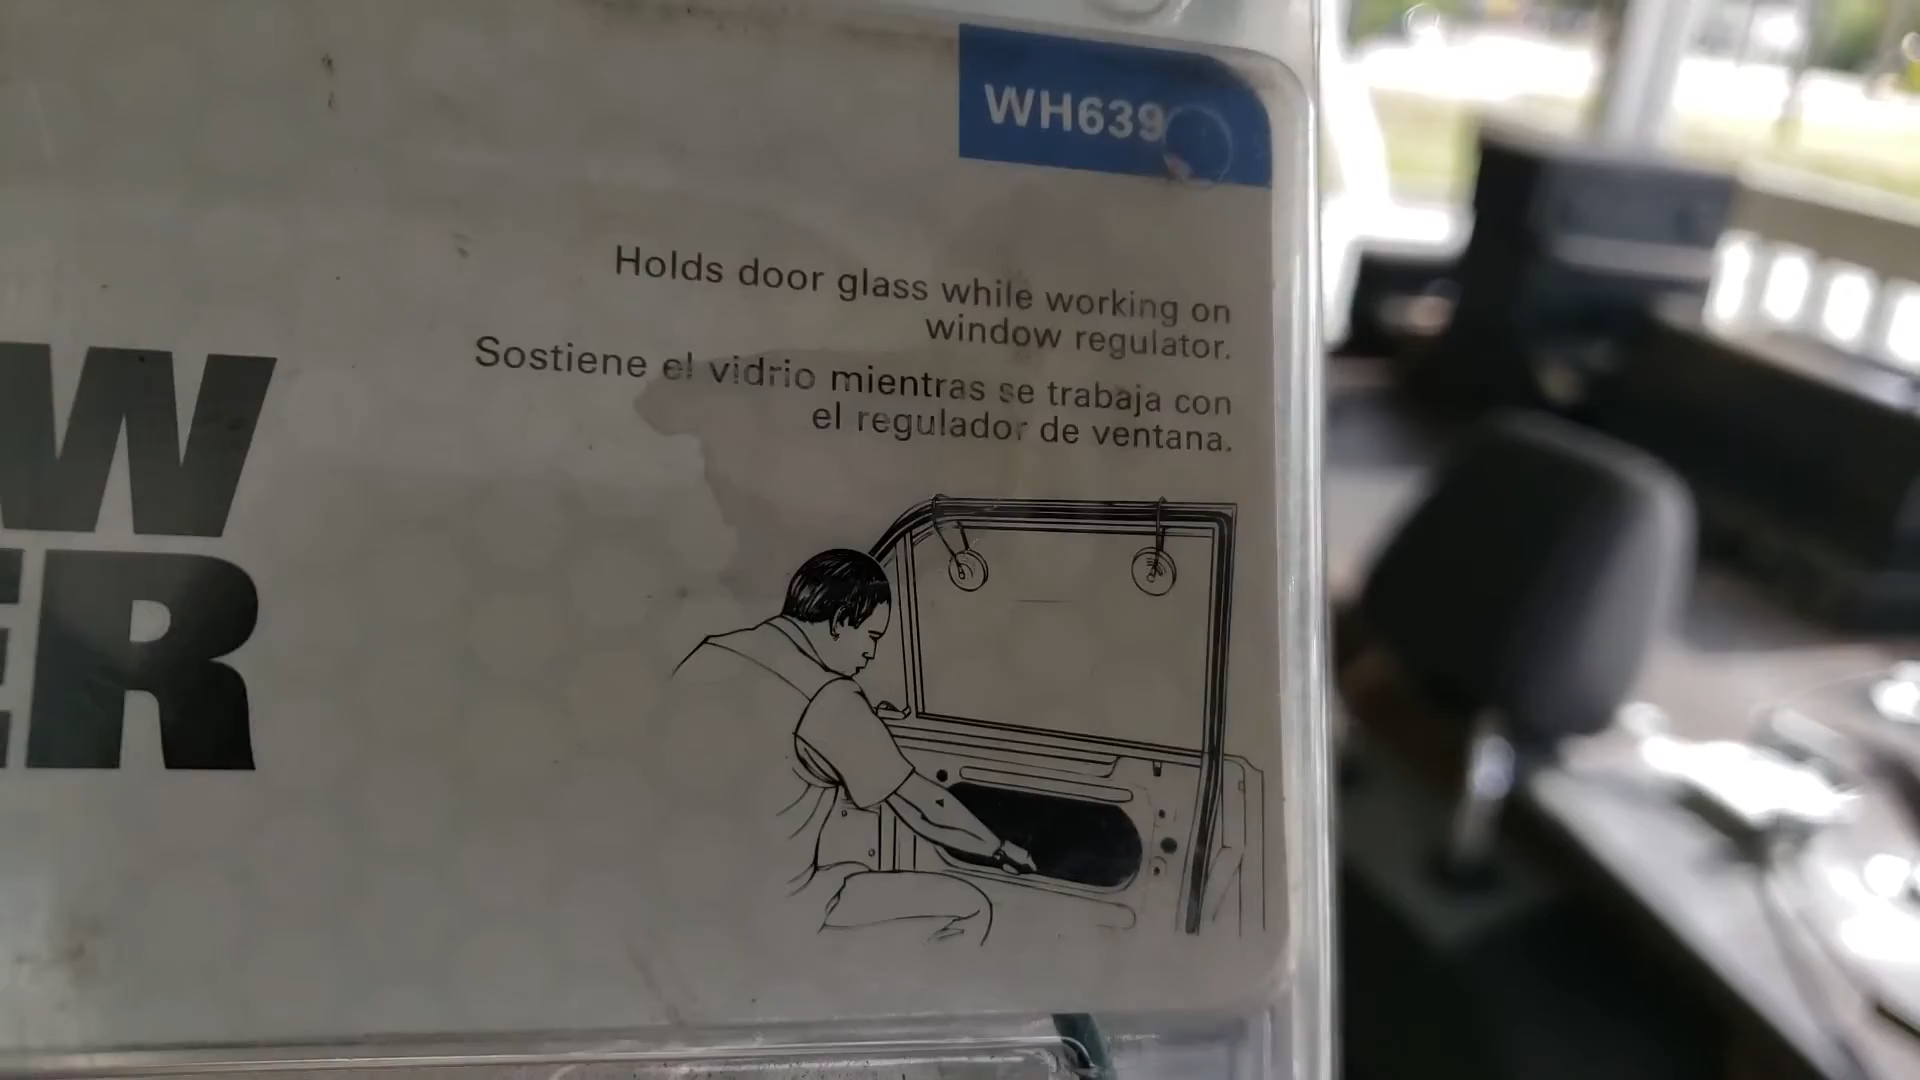 WH639
Holds door glass while working on
window regulator.
Sostiene el vidrio mientras se trabaja con
el regulador de ventana.
W
ER